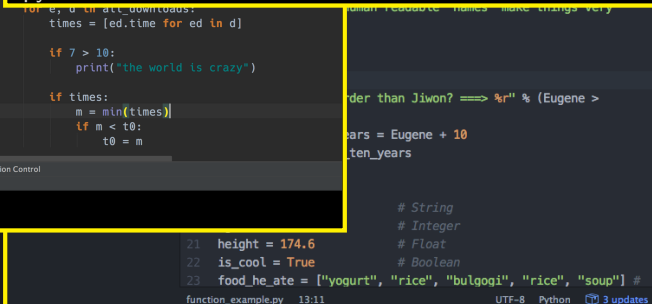 for e, d in all_downloads:
times = [ed.time for ed in d]
if 7 > 10:
print("the world is crazy")
if times:
m = min(times)
if m < t0:
t0 = m
ion Control
human readable "names" make things very
rder than Jiwon? ===> %r" % (Eugene >
ears = Eugene + 10
_ten_years
# String
# Integer
21 height = 174.6 # Float
22 is_cool = True # Boolean
23 food_he_ate = ["yogurt", "rice", "bulgogi", "rice", "soup"] #
function_example.py 13:11 UTF-8 Python 3 updates